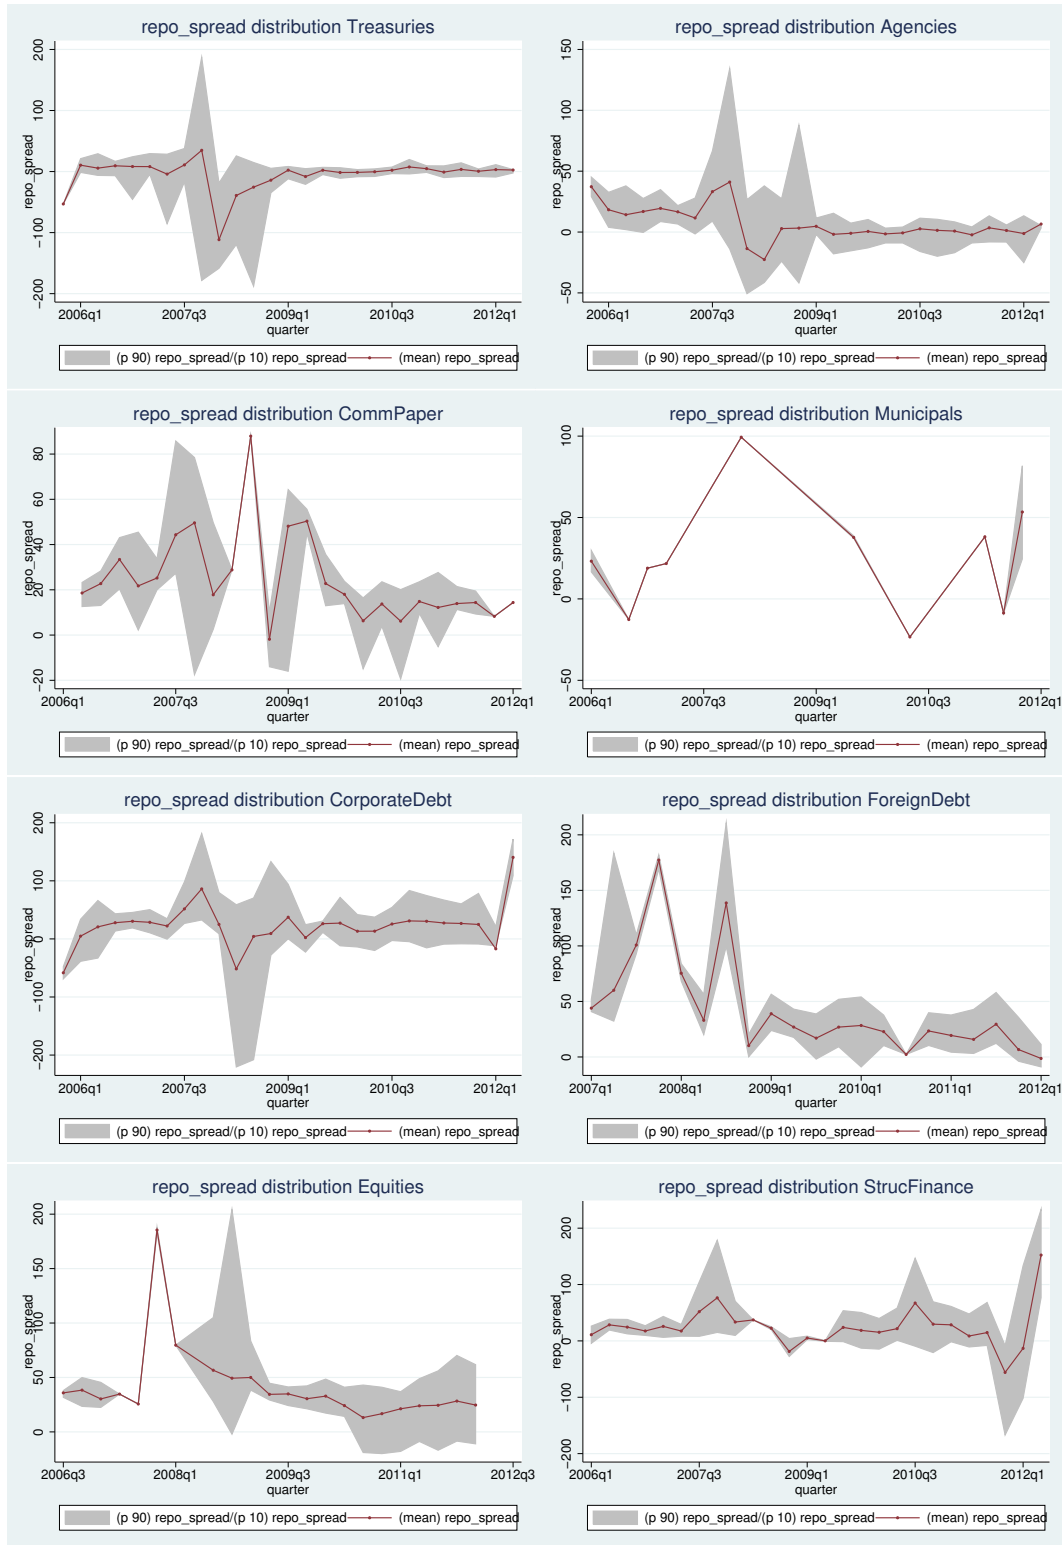 repo_spread distribution Treasuries
repo_spread
200
100
0
−100
−200
2006q1 2007q3 2009q1 2010q3 2012q1
quarter
(p 90) repo_spread/(p 10) repo_spread (mean) repo_spread
repo_spread distribution Agencies
repo_spread
150
100
50
0
−50
2006q1 2007q3 2009q1 2010q3 2012q1
quarter
(p 90) repo_spread/(p 10) repo_spread (mean) repo_spread
repo_spread distribution CommPaper
repo_spread
80
60
40
20
0
−20
2006q1 2007q3 2009q1 2010q3 2012q1
quarter
(p 90) repo_spread/(p 10) repo_spread (mean) repo_spread
repo_spread distribution Municipals
repo_spread
100
50
0
−50
2006q1 2007q3 2009q1 2010q3 2012q1
quarter
(p 90) repo_spread/(p 10) repo_spread (mean) repo_spread
repo_spread distribution CorporateDebt
repo_spread
200
100
0
−100
−200
2006q1 2007q3 2009q1 2010q3 2012q1
quarter
(p 90) repo_spread/(p 10) repo_spread (mean) repo_spread
repo_spread distribution ForeignDebt
repo_spread
200
150
100
50
0
2007q1 2008q1 2009q1 2010q1 2011q1 2012q1
quarter
(p 90) repo_spread/(p 10) repo_spread (mean) repo_spread
repo_spread distribution Equities
repo_spread
200
150
100
50
0
2006q3 2008q1 2009q3 2011q1 2012q3
quarter
(p 90) repo_spread/(p 10) repo_spread (mean) repo_spread
repo_spread distribution StrucFinance
repo_spread
200
100
0
−100
−200
2006q1 2007q3 2009q1 2010q3 2012q1
quarter
(p 90) repo_spread/(p 10) repo_spread (mean) repo_spread